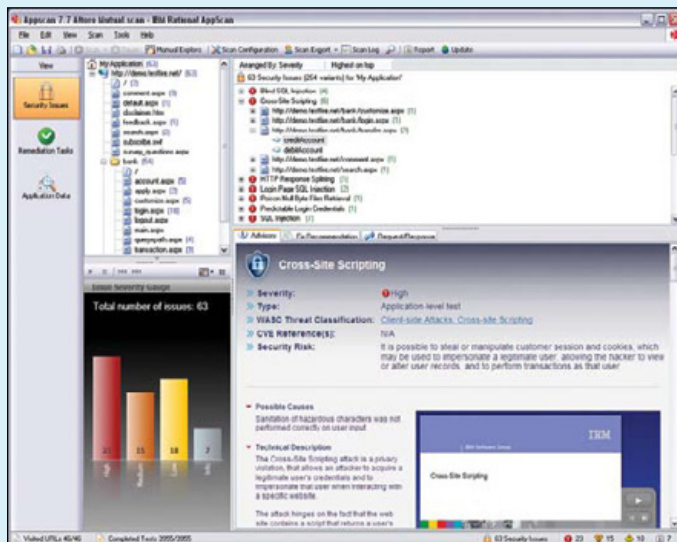 Appscan 7.7 Altoro Mutual scan - IBM Rational AppScan
File Edit View Scan Tools Help
Scan Manual Explore Scan Configuration Scan Expert Scan Log Report Update
View
Security Issues
Remediation Tasks
Application Data
My Application (63)
http://demo.testfire.net/ (63)
/ (3)
comment.aspx (3)
default.aspx (1)
disclaimer.htm
feedback.aspx (1)
search.aspx (2)
subscribe.swf
survey_questions.aspx
bank (54)
/
account.aspx (5)
apply.aspx (3)
customize.aspx (5)
login.aspx (18)
logout.aspx
main.aspx
queryxpath.aspx (4)
transaction.aspx (3)
Arranged By: Severity Highest on top
63 Security Issues (264 variants) for 'My Application'
Blind SQL Injection (4)
Cross-Site Scripting (6)
http://demo.testfire.net/bank/customize.aspx (1)
http://demo.testfire.net/bank/login.aspx (1)
http://demo.testfire.net/bank/transfer.aspx (2)
creditAccount
debitAccount
http://demo.testfire.net/comment.aspx (1)
http://demo.testfire.net/search.aspx (1)
HTTP Response Splitting (1)
Login Page SQL Injection (2)
Poison Null Byte Files Retrieval (1)
Predictable Login Credentials (1)
SQL Injection
Advisory Fix Recommendation Request/Response
Cross-Site Scripting
Severity: High
Type: Application-level test
WASC Threat Classification: Client-side Attacks: Cross-site Scripting
CVE Reference(s): N/A
Security Risk: It is possible to steal or manipulate customer session and cookies, which
may be used to impersonate a legitimate user, allowing the hacker to view
or alter user records, and to perform transactions as that user
Possible Causes
Sanitation of hazardous characters was not
performed correctly on user input
Technical Description
The Cross-Site Scripting attack is a privacy
violation, that allows an attacker to acquire a
legitimate user's credentials and to
impersonate that user when interacting with
a specific website.
The attack hinges on the fact that the web
site contains a script that returns a user's
IBM Software Group
IBM
Cross-Site Scripting
Issue Severity Gauge
Total number of issues: 63
23
15
18
7
High
Medium
Low
Info
Visited URLs 45/45 Completed Tests 2055/2055 63 Security Issues 23 15 18 7